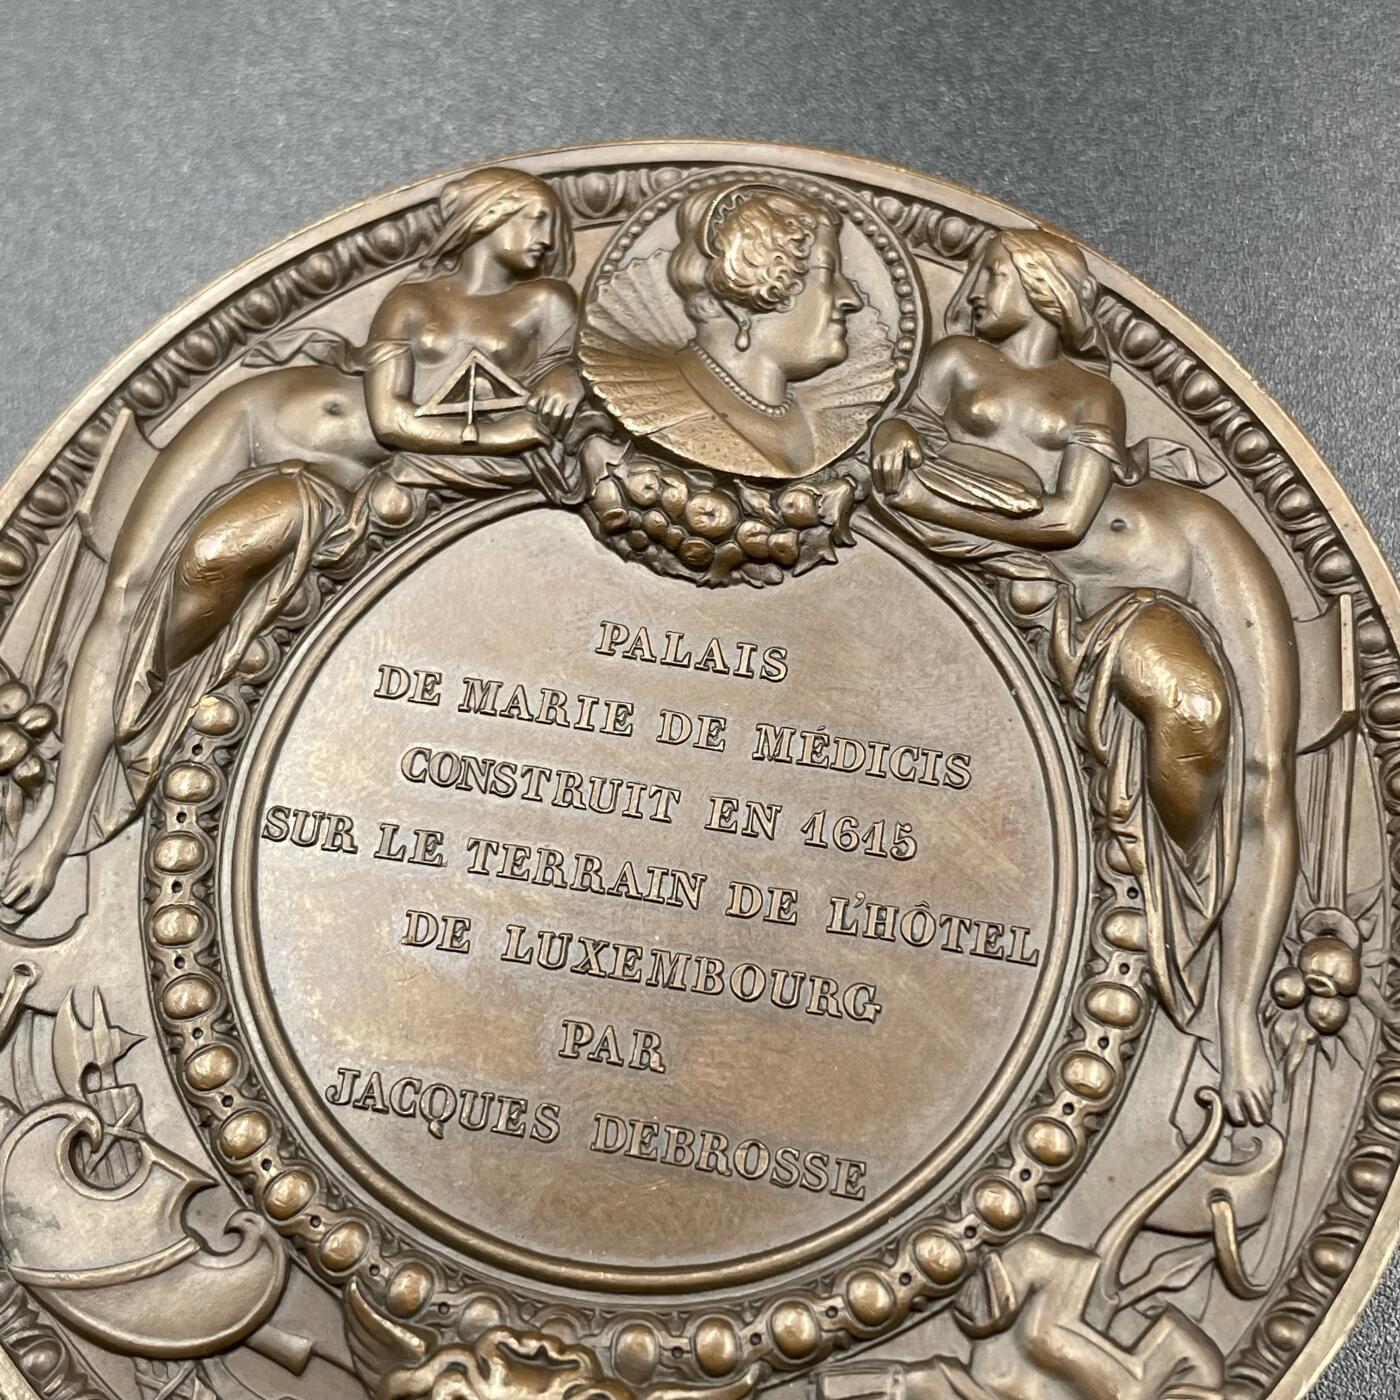 PALAIS
DE MARIE DE MÉDICIS
CONSTRUIT EN 1615
SUR LE TERRAIN DE L'HÔTEL
DE LUXEMBOURG
PAR
JACQUES DEBROSSE